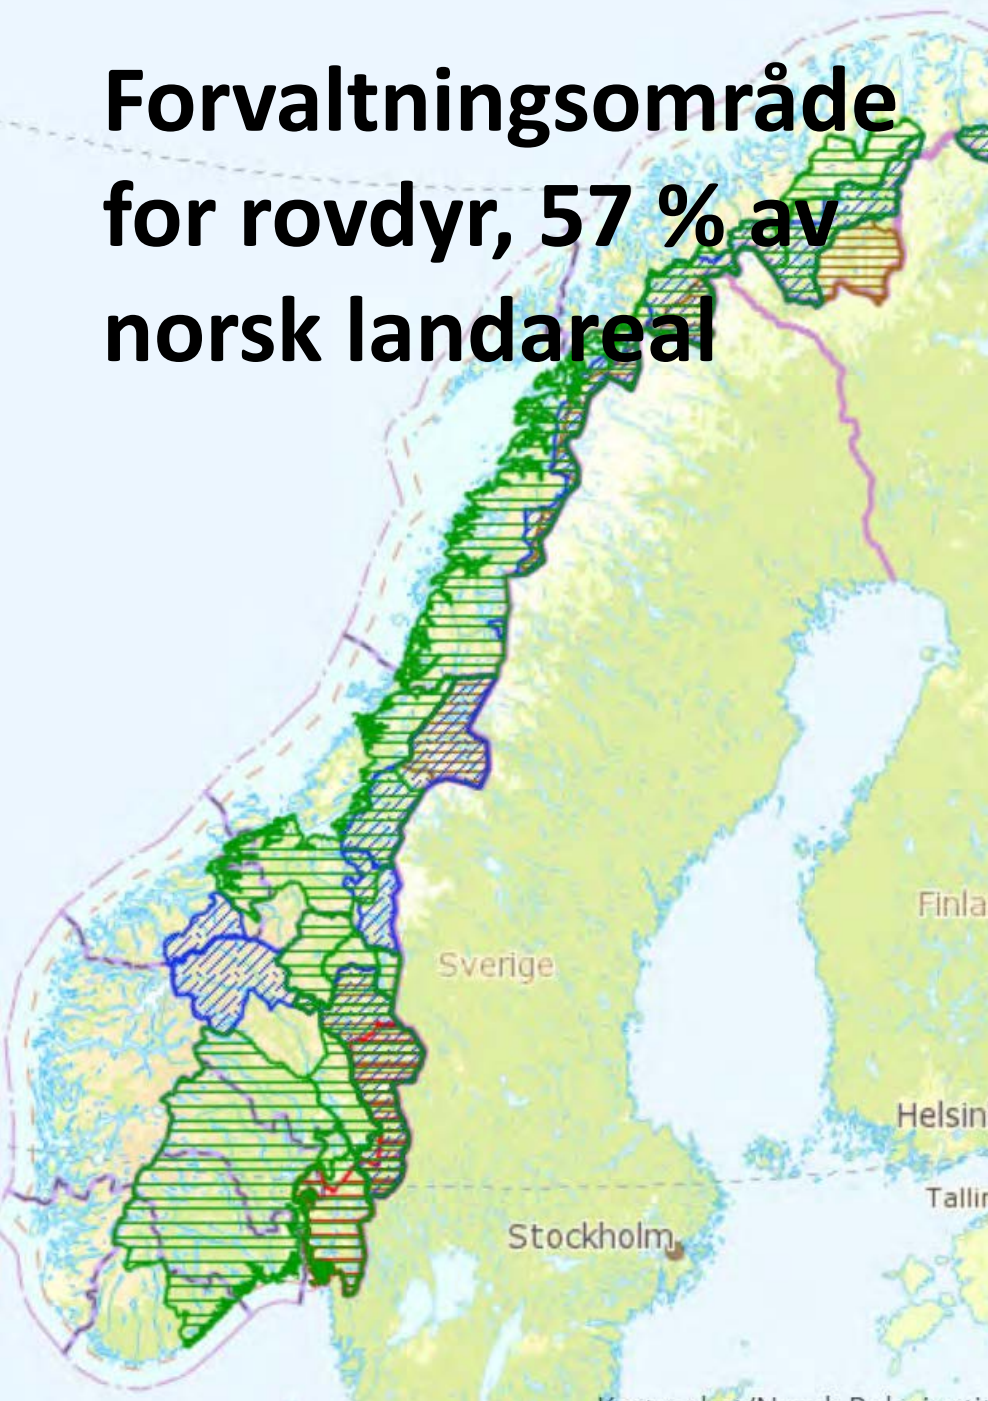 Forvaltningsområde
for rovdyr, 57 % av
norsk landareal
Finla
Sverige
Helsin
Tallin
Stockholm